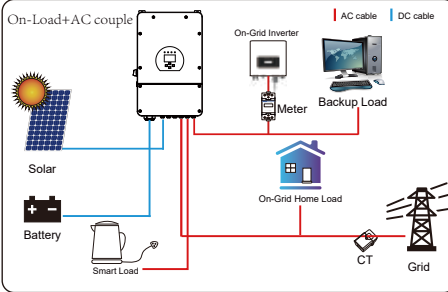 On-Load+AC couple
AC cable
DC cable
On-Grid Inverter
Meter
Backup Load
Solar
On-Grid Home Load
Battery
Smart Load
CT
Grid